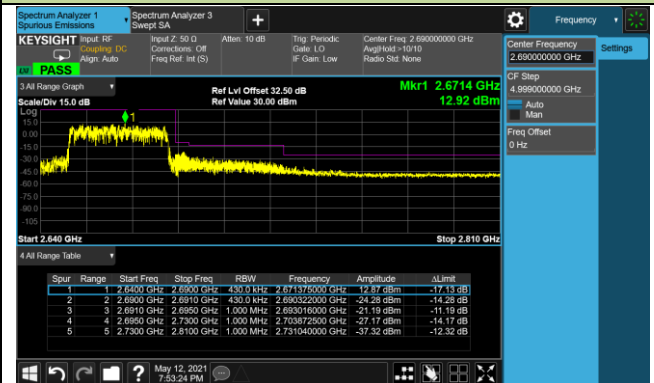 Spectrum Analyzer 1
Spurious Emissions
Spectrum Analyzer 3
Swept SA
+
Frequency
KEYSIGHT
Input: RF
Coupling: DC
Align: Auto
Input Z: 50 Ω
Corrections: Off
Freq Ref: Int (S)
Atten: 10 dB
Trig: Periodic
Gate: LO
IF Gain: Low
Center Freq: 2.690000000 GHz
Avg|Hold:>10/10
Radio Std: None
PASS
Center Frequency
2.690000000 GHz
Settings
CF Step
4.999000000 GHz
Auto
Man
Freq Offset
0 Hz
3 All Range Graph
Scale/Div 15.0 dB
Ref Lvl Offset 32.50 dB
Ref Value 30.00 dBm
Mkr1 2.6714 GHz
12.92 dBm
Log
15.0
0.00
-15.0
-30.0
-45.0
-60.0
-75.0
-90.0
-105
1
Start 2.640 GHz
Stop 2.810 GHz
4 All Range Table
Spur Range Start Freq Stop Freq RBW Frequency Amplitude ΔLimit
1 1 2.6400 GHz 2.6900 GHz 430.0 kHz 2.671375000 GHz 12.87 dBm -17.13 dB
2 2 2.6900 GHz 2.6910 GHz 430.0 kHz 2.690322000 GHz -24.28 dBm -14.28 dB
3 3 2.6910 GHz 2.6950 GHz 1.000 MHz 2.693016000 GHz -21.19 dBm -11.19 dB
4 4 2.6950 GHz 2.7300 GHz 1.000 MHz 2.703872500 GHz -27.17 dBm -14.17 dB
5 5 2.7300 GHz 2.8100 GHz 1.000 MHz 2.731040000 GHz -37.32 dBm -12.32 dB
?
May 12, 2021
7:53:24 PM